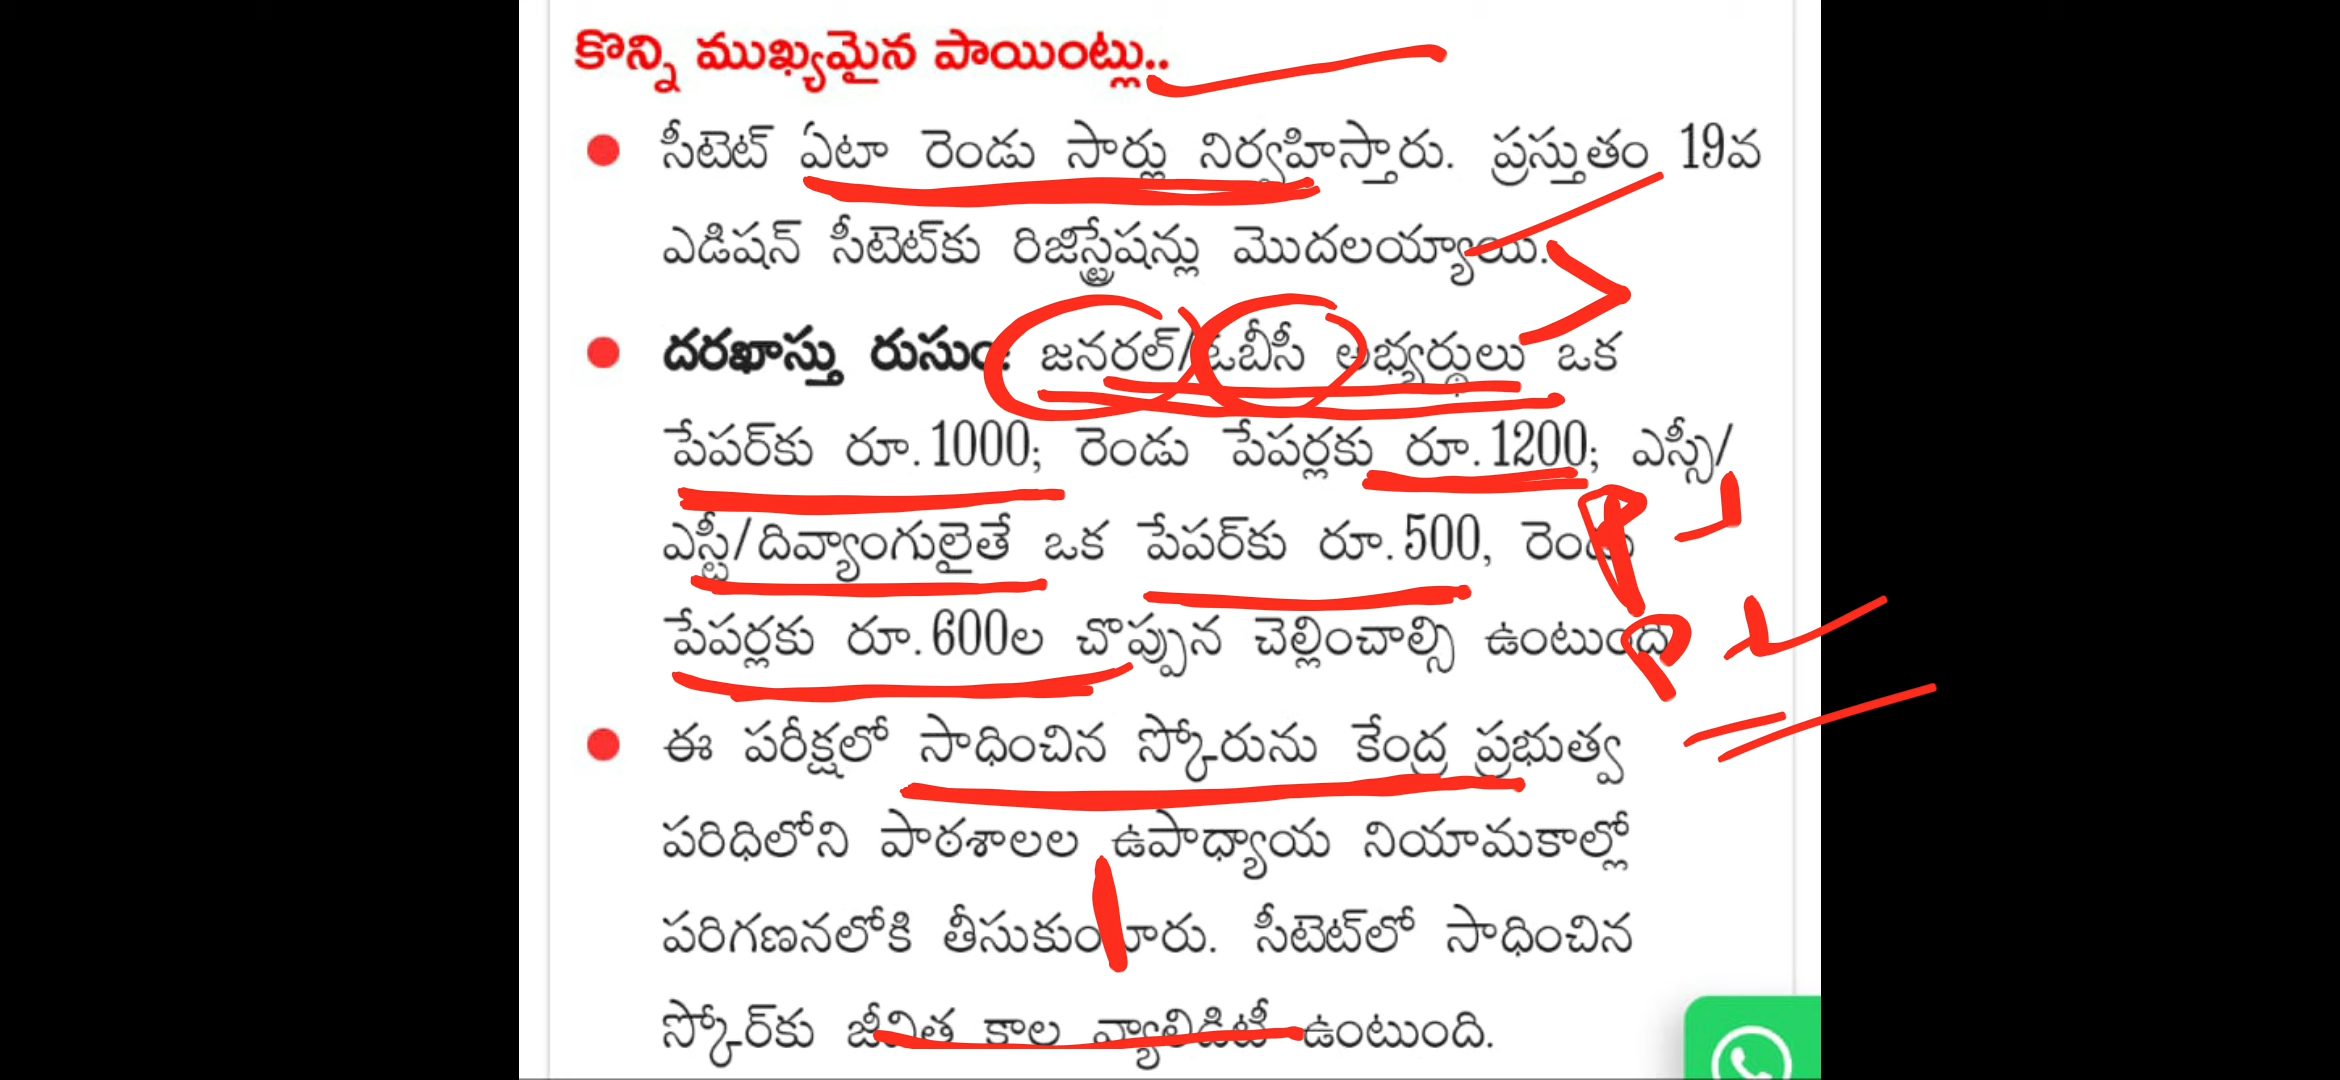 కొన్ని ముఖ్యమైన పాయింట్లు..
సీటెట్ ఏటా రెండు సార్లు నిర్వహిస్తారు. ప్రస్తుతం 19వ
ఎడిషన్ సీటెట్‌కు రిజిస్ట్రేషన్లు మొదలయ్యాయి.
దరఖాస్తు రుసుం: జనరల్/ఓబీసీ అభ్యర్థులు ఒక
పేపర్‌కు రూ.1000; రెండు పేపర్లకు రూ.1200; ఎస్సీ/
ఎస్టీ/దివ్యాంగులైతే ఒక పేపర్‌కు రూ.500, రెండు
పేపర్లకు రూ.600ల చొప్పున చెల్లించాల్సి ఉంటుంది
ఈ పరీక్షలో సాధించిన స్కోరును కేంద్ర ప్రభుత్వ
పరిధిలోని పాఠశాలల ఉపాధ్యాయ నియామకాల్లో
పరిగణనలోకి తీసుకుంటారు. సీటెట్‌లో సాధించిన
స్కోర్‌కు జీవిత కాల వ్యాలిడిటీ ఉంటుంది.